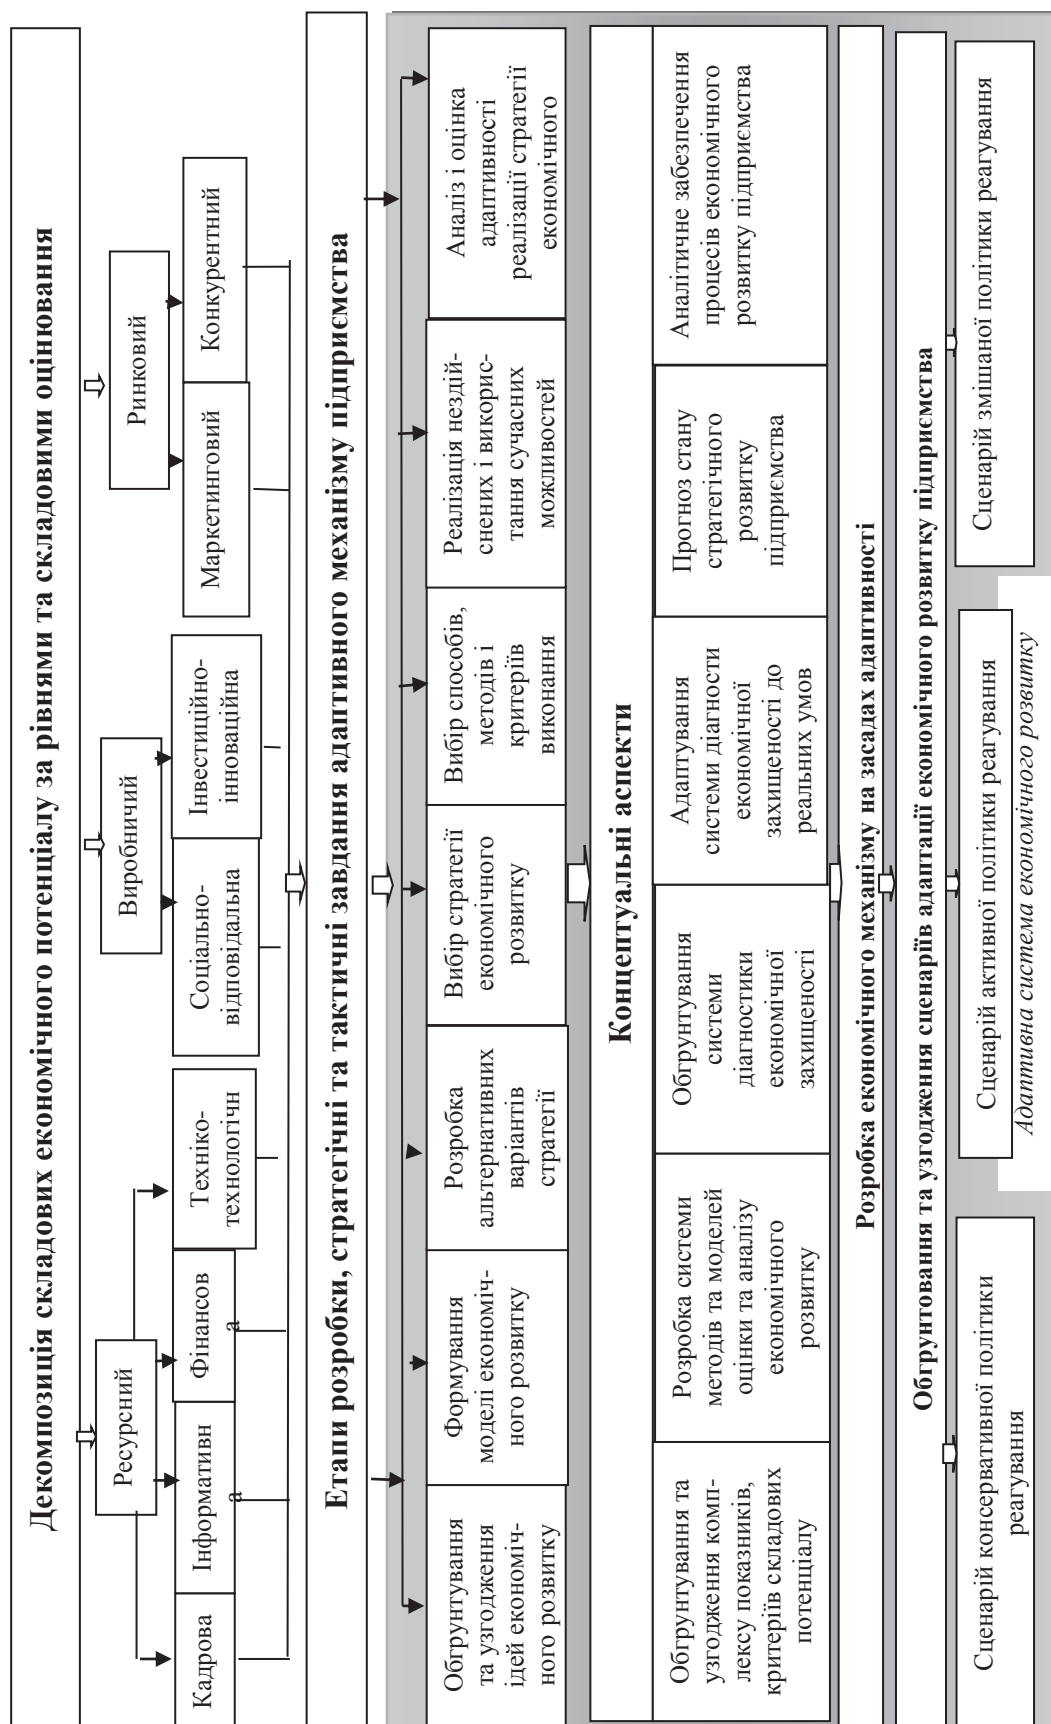 Декомпозиція складових економічного потенціалу за рівнями та складовими оцінювання
Ресурсний
Виробничий
Ринковий
Кадрова
Інформативн
а
Фінансов
а
Техніко-
технологічн
Соціально-
відповідальна
Інвестиційно-
інноваційна
Маркетинговий
Конкурентний
Етапи розробки, стратегічні та тактичні завдання адаптивного механізму підприємства
Обгрунтування
та узгодження
ідей економіч-
ного розвитку
Формування
моделі економіч-
ного розвитку
Розробка
альтернативних
варіантів
стратегії
Вибір стратегії
економічного
розвитку
Вибір способів,
методів і
критеріїв
виконання
Реалізація нездій-
снених і викорис-
тання сучасних
можливостей
Аналіз і оцінка
адаптивності
реалізації стратегії
економічного
Концептуальні аспекти
Обгрунтування та
узгодження комп-
лексу показників,
критеріїв складових
потенціалу
Розробка системи
методів та моделей
оцінки та аналізу
економічного
розвитку
Обгрунтування
системи
діагностики
економічної
захищеності
Адаптування
системи діагности
економічної
захищеності до
реальних умов
Прогноз стану
стратегічного
розвитку
підприємства
Аналітичне забезпечення
процесів економічного
розвитку підприємства
Розробка економічного механізму на засадах адаптивності
Обгрунтовання та узгодження сценаріїв адаптації економічного розвитку підприємства
Сценарій консервативної політики
реагування
Сценарій активної політики реагування
Сценарій змішаної політики реагування
Адаптивна система економічного розвитку